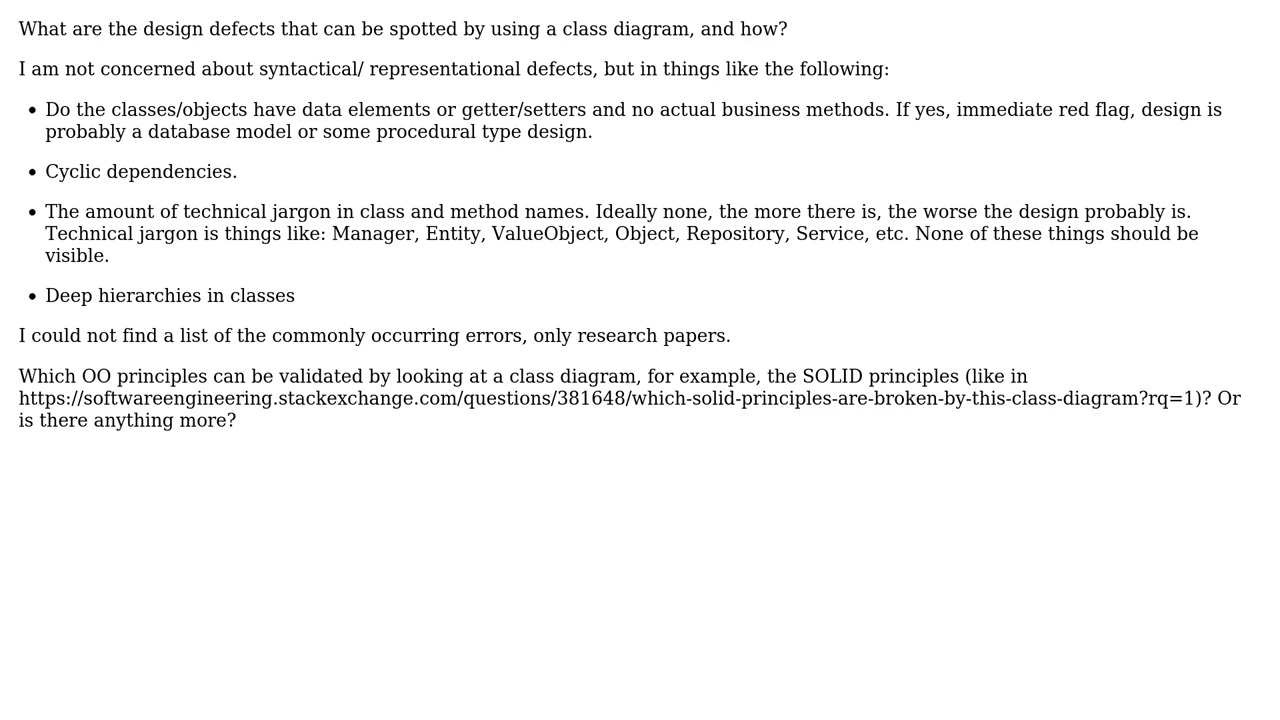 What are the design defects that can be spotted by using a class diagram, and how?
I am not concerned about syntactical/ representational defects, but in things like the following:
• Do the classes/objects have data elements or getter/setters and no actual business methods. If yes, immediate red flag, design is
probably a database model or some procedural type design.
• Cyclic dependencies.
• The amount of technical jargon in class and method names. Ideally none, the more there is, the worse the design probably is.
Technical jargon is things like: Manager, Entity, ValueObject, Object, Repository, Service, etc. None of these things should be
visible.
• Deep hierarchies in classes
I could not find a list of the commonly occurring errors, only research papers.
Which OO principles can be validated by looking at a class diagram, for example, the SOLID principles (like in
https://softwareengineering.stackexchange.com/questions/381648/which-solid-principles-are-broken-by-this-class-diagram?rq=1)? Or
is there anything more?